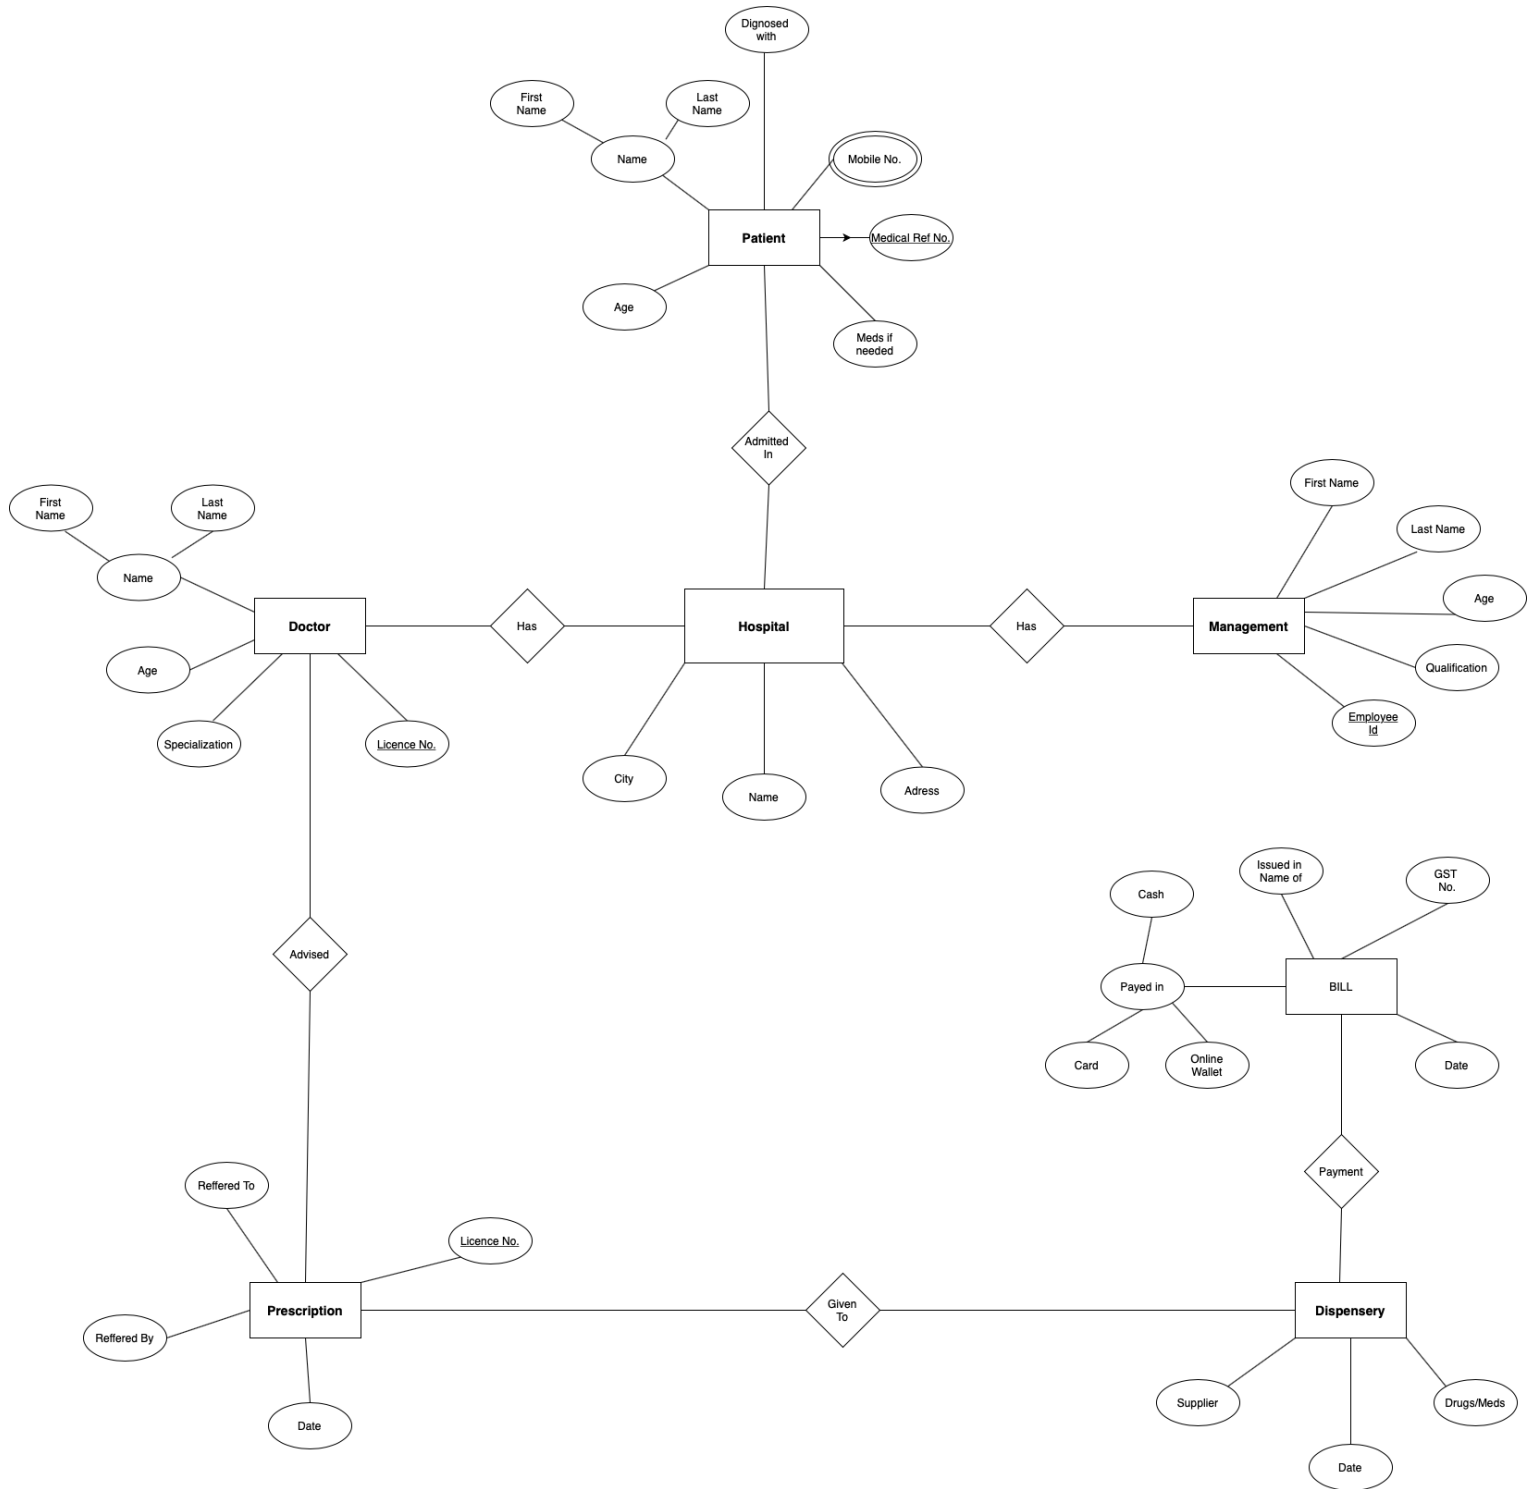 Dignosed
with
First
Name
Last
Name
Name
Mobile No.
Patient
Medical Ref No.
Age
Meds if
needed
Admitted
In
First
Name
Last
Name
Name
Doctor
Age
Specialization
Licence No.
Has
Hospital
City
Name
Adress
Has
Management
First Name
Last Name
Age
Qualification
Employee
Id
Advised
Issued in
Name of
GST
No.
Cash
Payed in
BILL
Card
Online
Wallet
Date
Payment
Reffered To
Licence No.
Prescription
Reffered By
Date
Given
To
Dispensery
Supplier
Drugs/Meds
Date